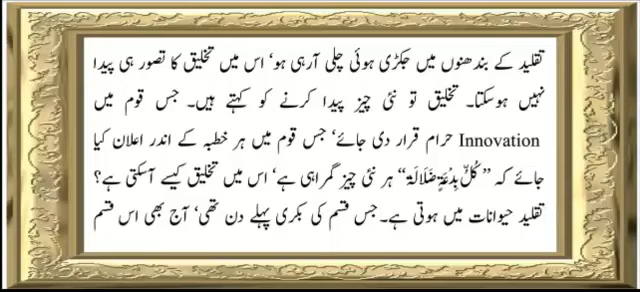 تقلید کے بندھنوں میں جکڑی ہوئی چلی آرہی ہو، اس میں تخلیق کا تصور ہی پیدا
نہیں ہوسکتا۔ تخلیق تو نئی چیز پیدا کرنے کو کہتے ہیں۔ جس قوم میں
Innovation حرام قرار دی جائے، جس قوم میں ہر خطبہ کے اندر اعلان کیا
جائے کہ ”کُلُّ بِدْعَۃٍ ضَلَالَۃ“ ہر نئی چیز گمراہی ہے، اس میں تخلیق کیسے آسکتی ہے؟
تقلید حیوانات میں ہوتی ہے۔ جس قسم کی بکری پہلے دن تھی، آج بھی اس قسم